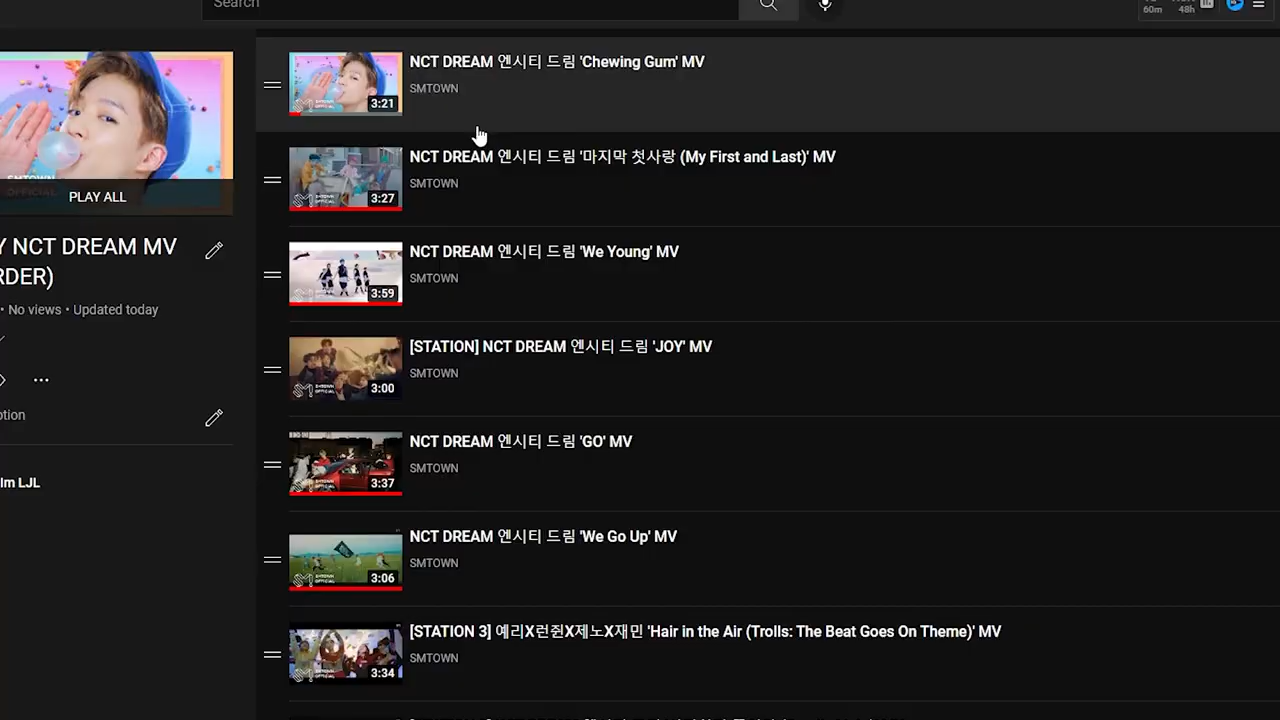 Search
60m
48h
SMTOWN
OFFICIAL
PLAY ALL
Y NCT DREAM MV
RDER)
• No views • Updated today
ption
lm LJL
3:21
NCT DREAM 엔시티 드림 'Chewing Gum' MV
SMTOWN
3:27
NCT DREAM 엔시티 드림 '마지막 첫사랑 (My First and Last)' MV
SMTOWN
3:59
NCT DREAM 엔시티 드림 'We Young' MV
SMTOWN
3:00
[STATION] NCT DREAM 엔시티 드림 'JOY' MV
SMTOWN
3:37
NCT DREAM 엔시티 드림 'GO' MV
SMTOWN
3:06
NCT DREAM 엔시티 드림 'We Go Up' MV
SMTOWN
3:34
[STATION 3] 예리X런쥔X제노X재민 'Hair in the Air (Trolls: The Beat Goes On Theme)' MV
SMTOWN